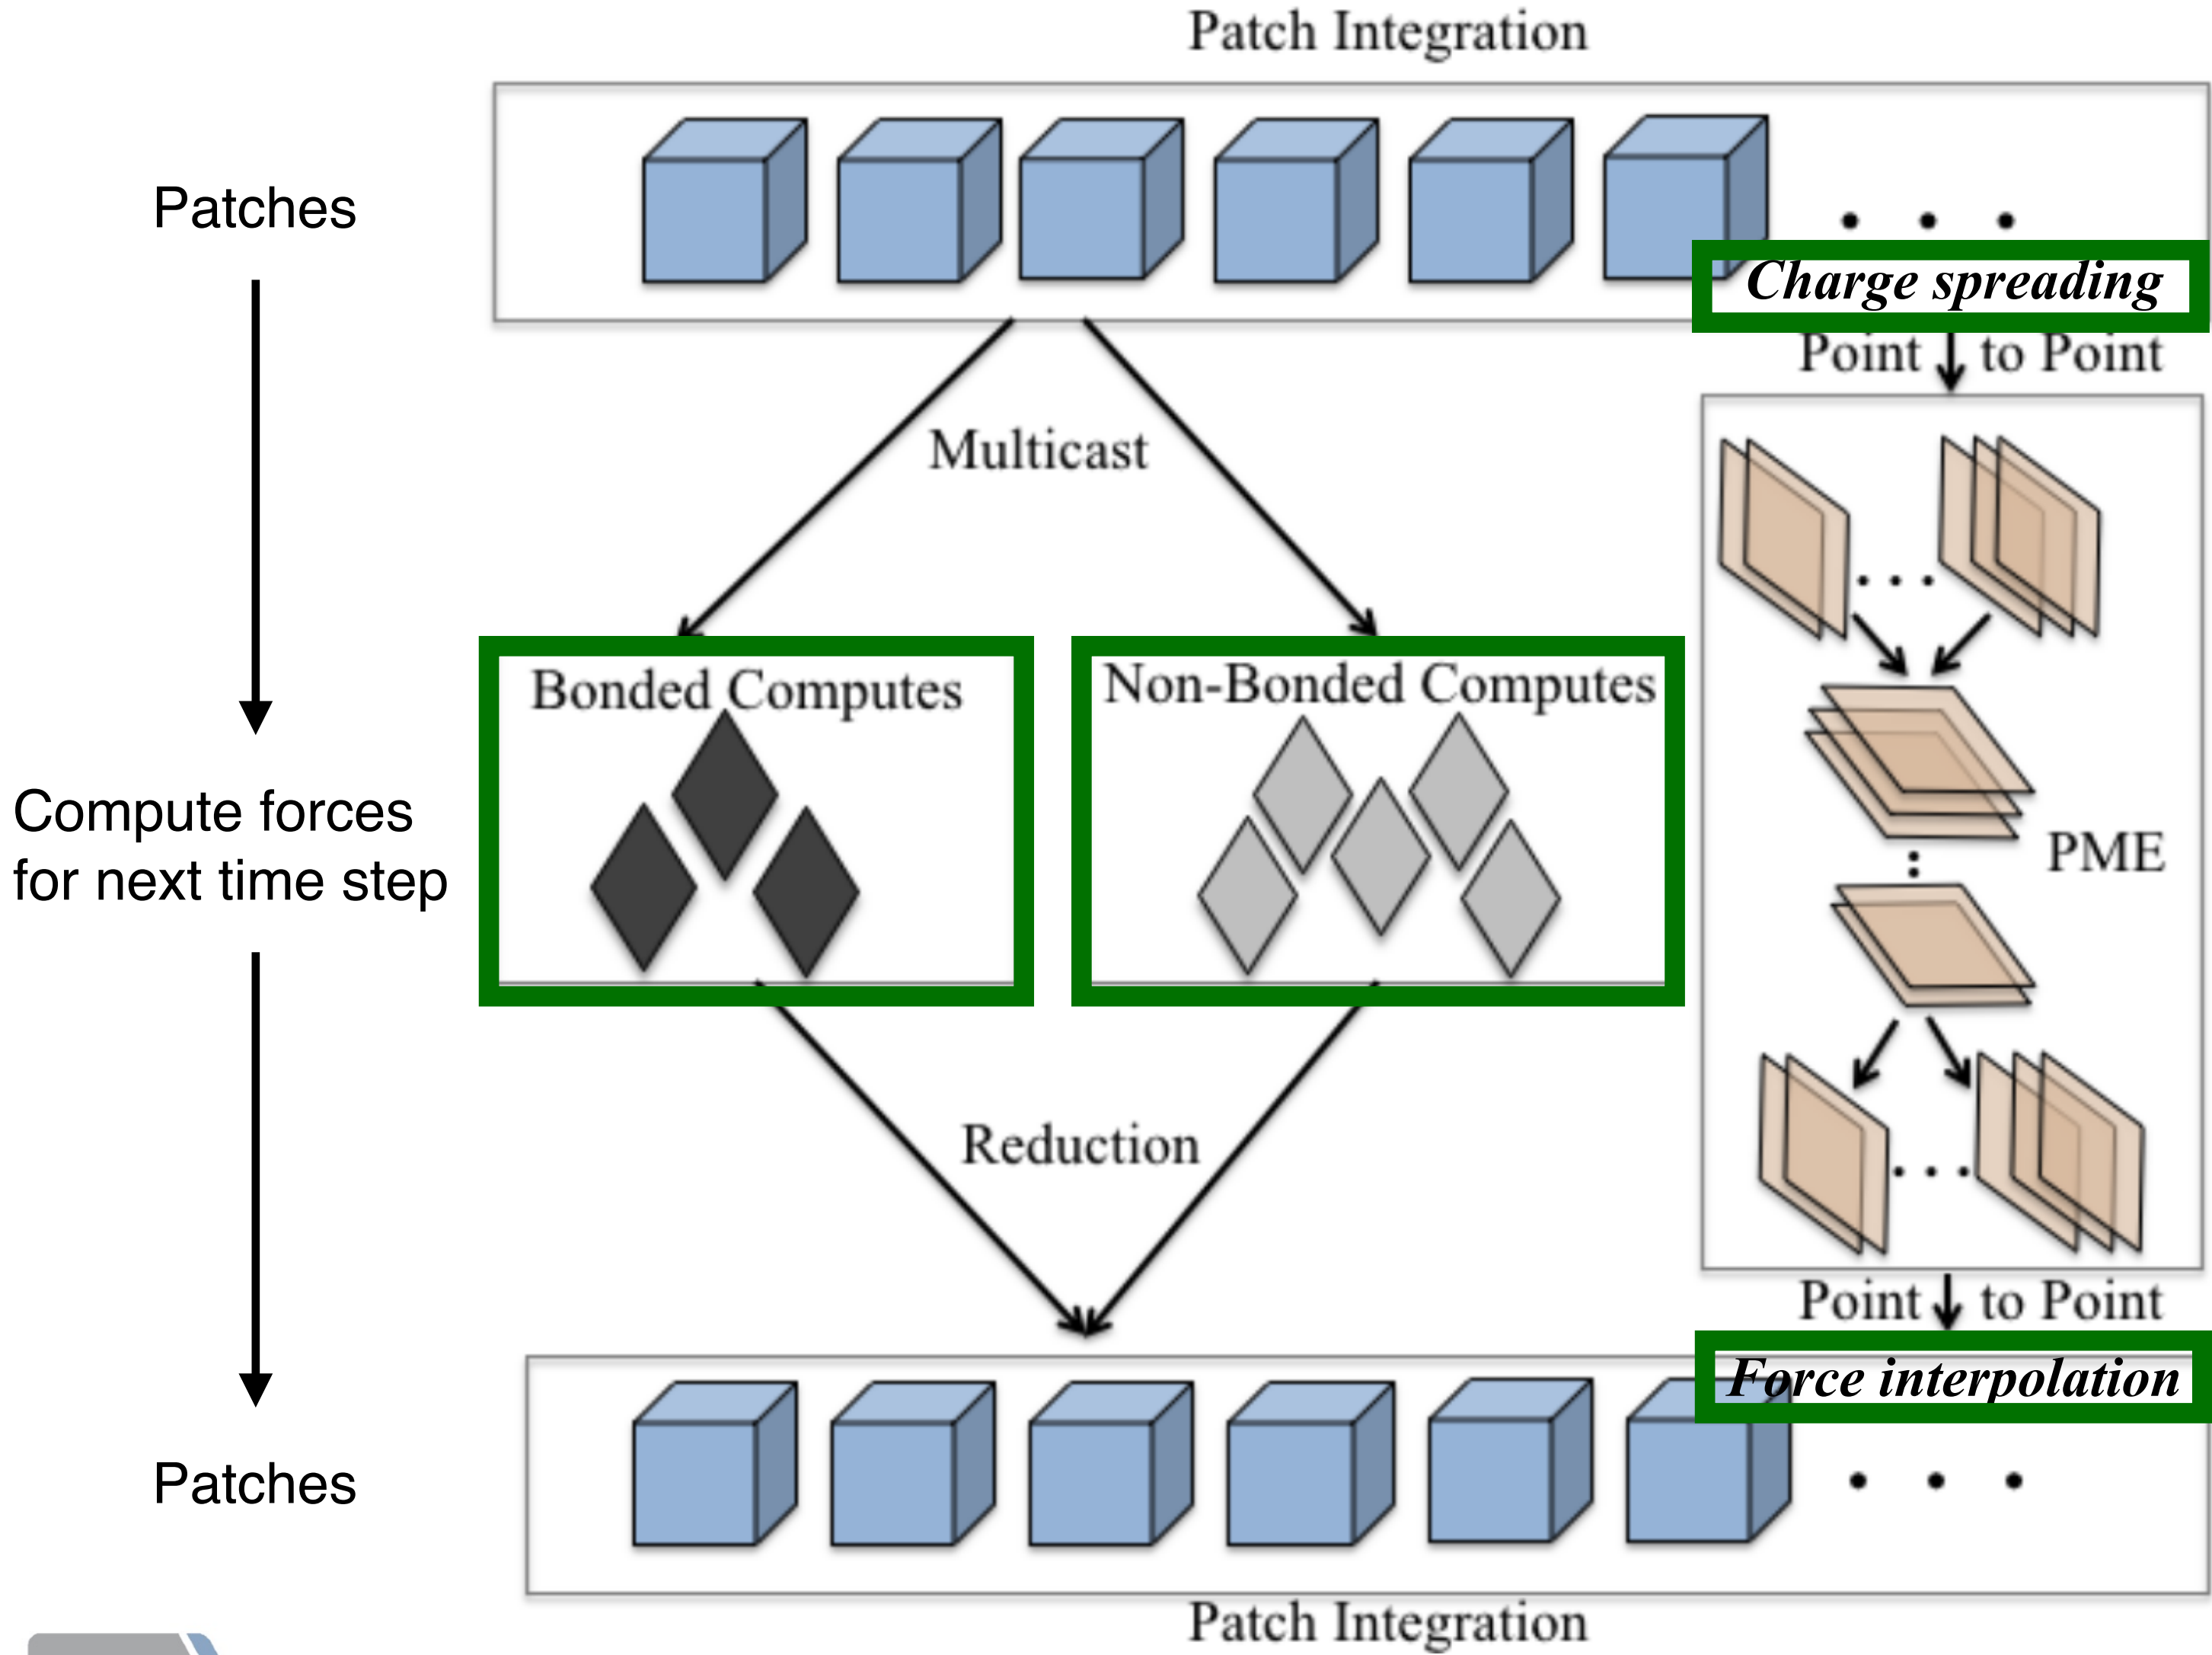 Patch Integration
Patches
Charge spreading
Point to Point
Multicast
Bonded Computes
Non-Bonded Computes
Compute forces
for next time step
PME
Reduction
Point to Point
Force interpolation
Patches
Patch Integration